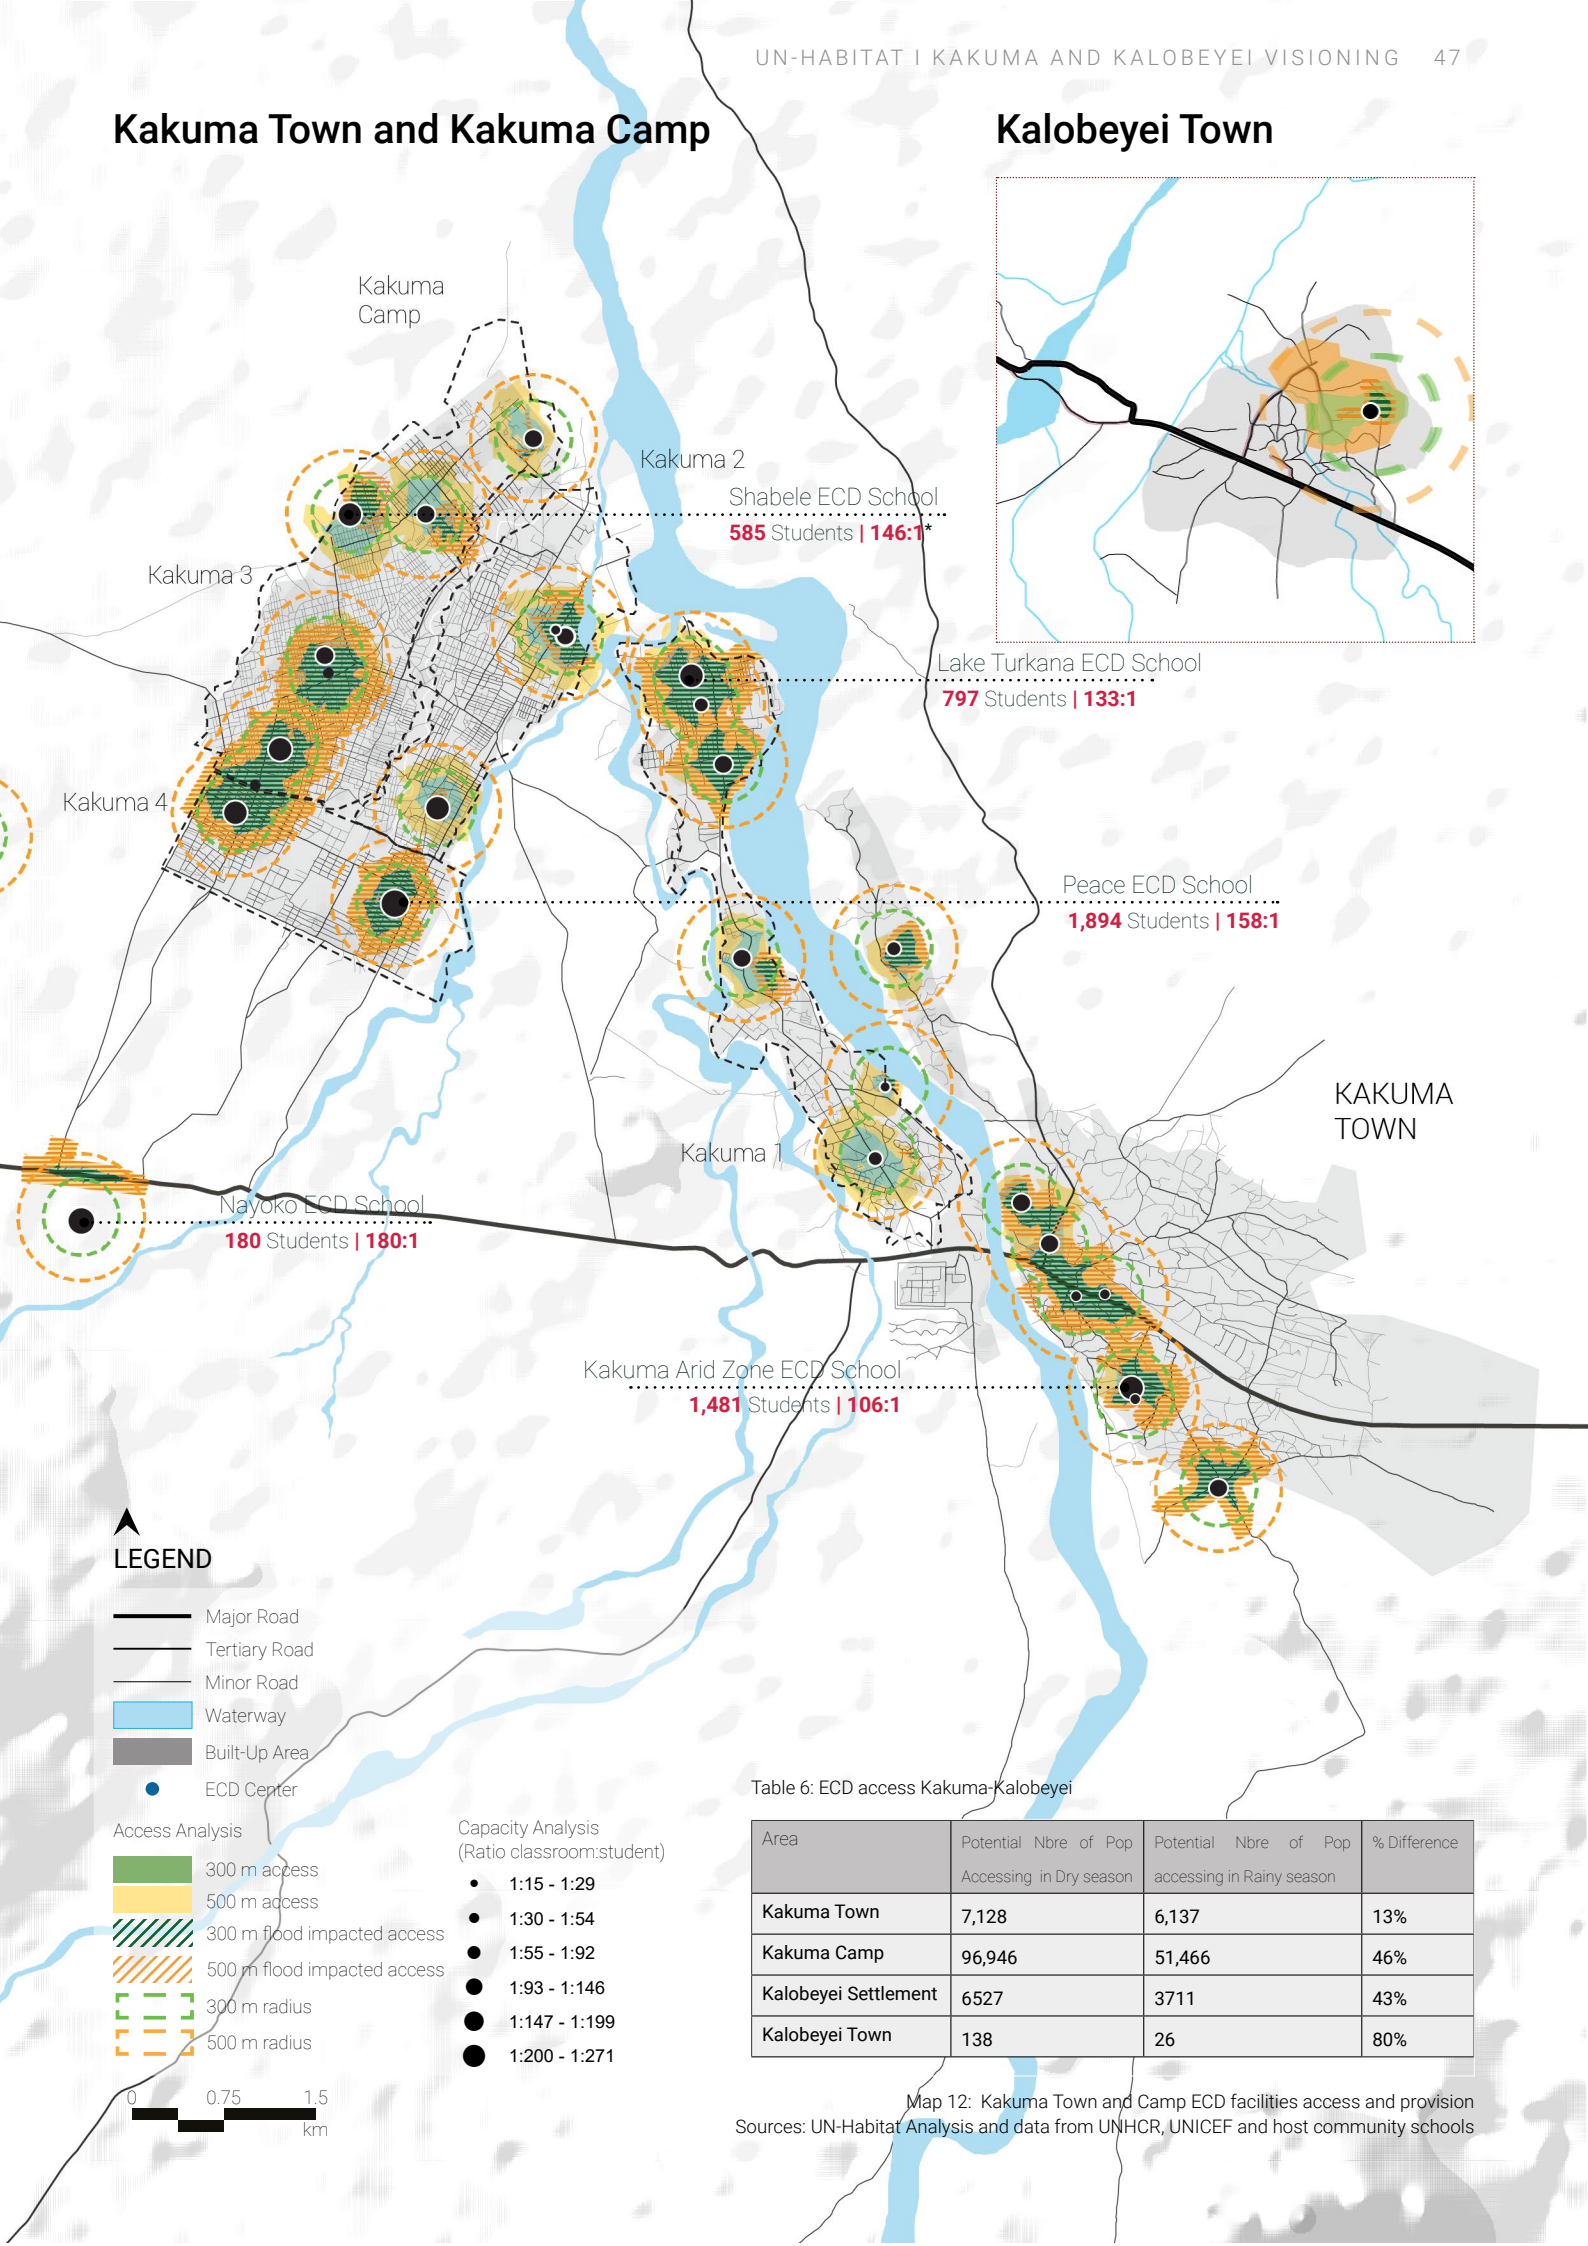 UN-HABITAT I KAKUMA AND KALOBEYEI VISIONING 47
Kakuma Town and Kakuma Camp
Kalobeyei Town
Kakuma
Camp
Kakuma 2
Shabele ECD School
585 Students | 146:1*
Kakuma 3
Lake Turkana ECD School
797 Students | 133:1
Kakuma 4
Peace ECD School
1,894 Students | 158:1
KAKUMA
TOWN
Kakuma 1
Nayoko ECD School
180 Students | 180:1
Kakuma Arid Zone ECD School
1,481 Students | 106:1
LEGEND
Major Road
Tertiary Road
Minor Road
Waterway
Built-Up Area
ECD Center
Access Analysis
300 m access
500 m access
300 m flood impacted access
500 m flood impacted access
300 m radius
500 m radius
0 0.75 1.5
km
Capacity Analysis
(Ratio classroom:student)
1:15 - 1:29
1:30 - 1:54
1:55 - 1:92
1:93 - 1:146
1:147 - 1:199
1:200 - 1:271
Table 6: ECD access Kakuma-Kalobeyei
Area Potential Nbre of Pop Potential Nbre of Pop % Difference
Accessing in Dry season accessing in Rainy season
Kakuma Town 7,128 6,137 13%
Kakuma Camp 96,946 51,466 46%
Kalobeyei Settlement 6527 3711 43%
Kalobeyei Town 138 26 80%
Map 12: Kakuma Town and Camp ECD facilities access and provision
Sources: UN-Habitat Analysis and data from UNHCR, UNICEF and host community schools